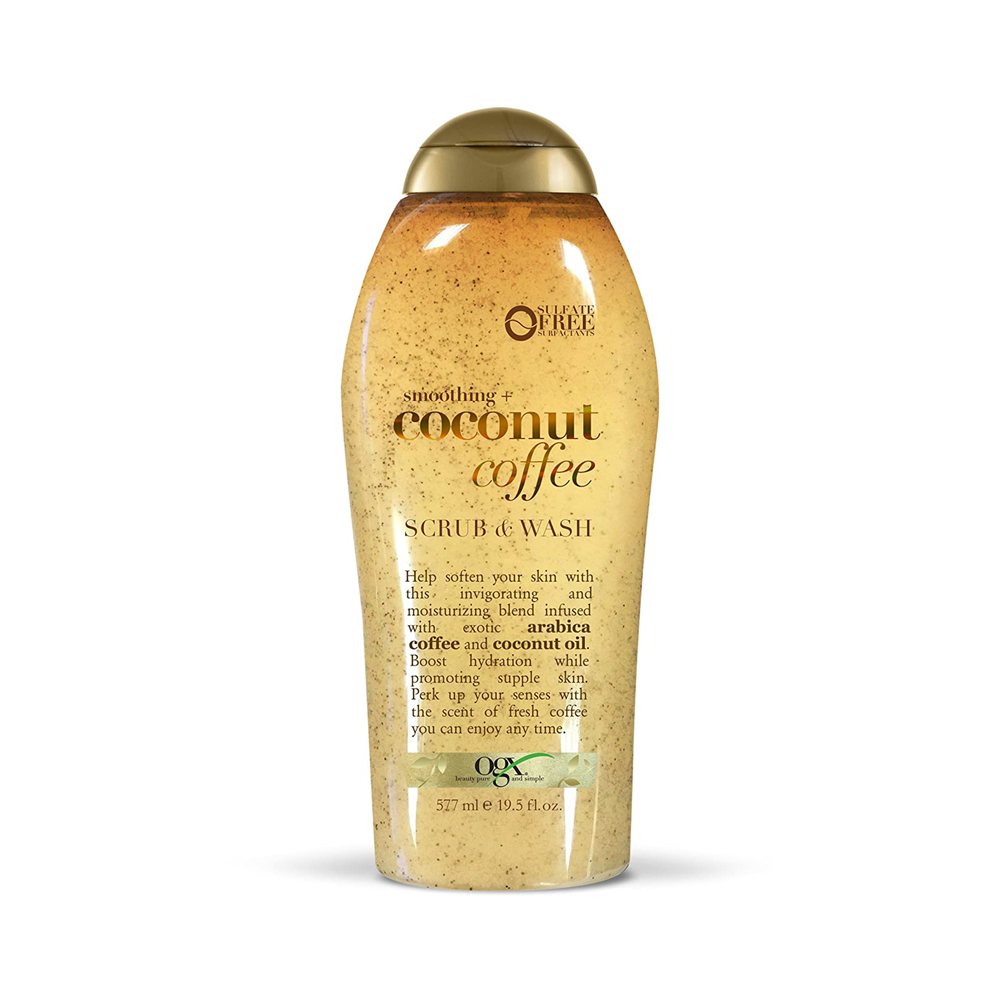 SULFATE
FREE
SURFACTANTS
smoothing +
coconut
coffee
SCRUB & WASH
Help soften your skin with
this invigorating and
moisturizing blend infused
with exotic arabica
coffee and coconut oil.
Boost hydration while
promoting supple skin.
Perk up your senses with
the scent of fresh coffee
you can enjoy any time.
Ogx®
beauty pure and simple
577 ml e 19.5 fl.oz.